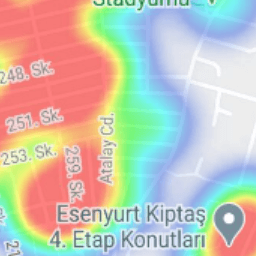 Stadyumu
248. Sk.
251. Sk.
Atalay Cd.
253. Sk.
259. Sk.
Esenyurt Kiptaş
4. Etap Konutları